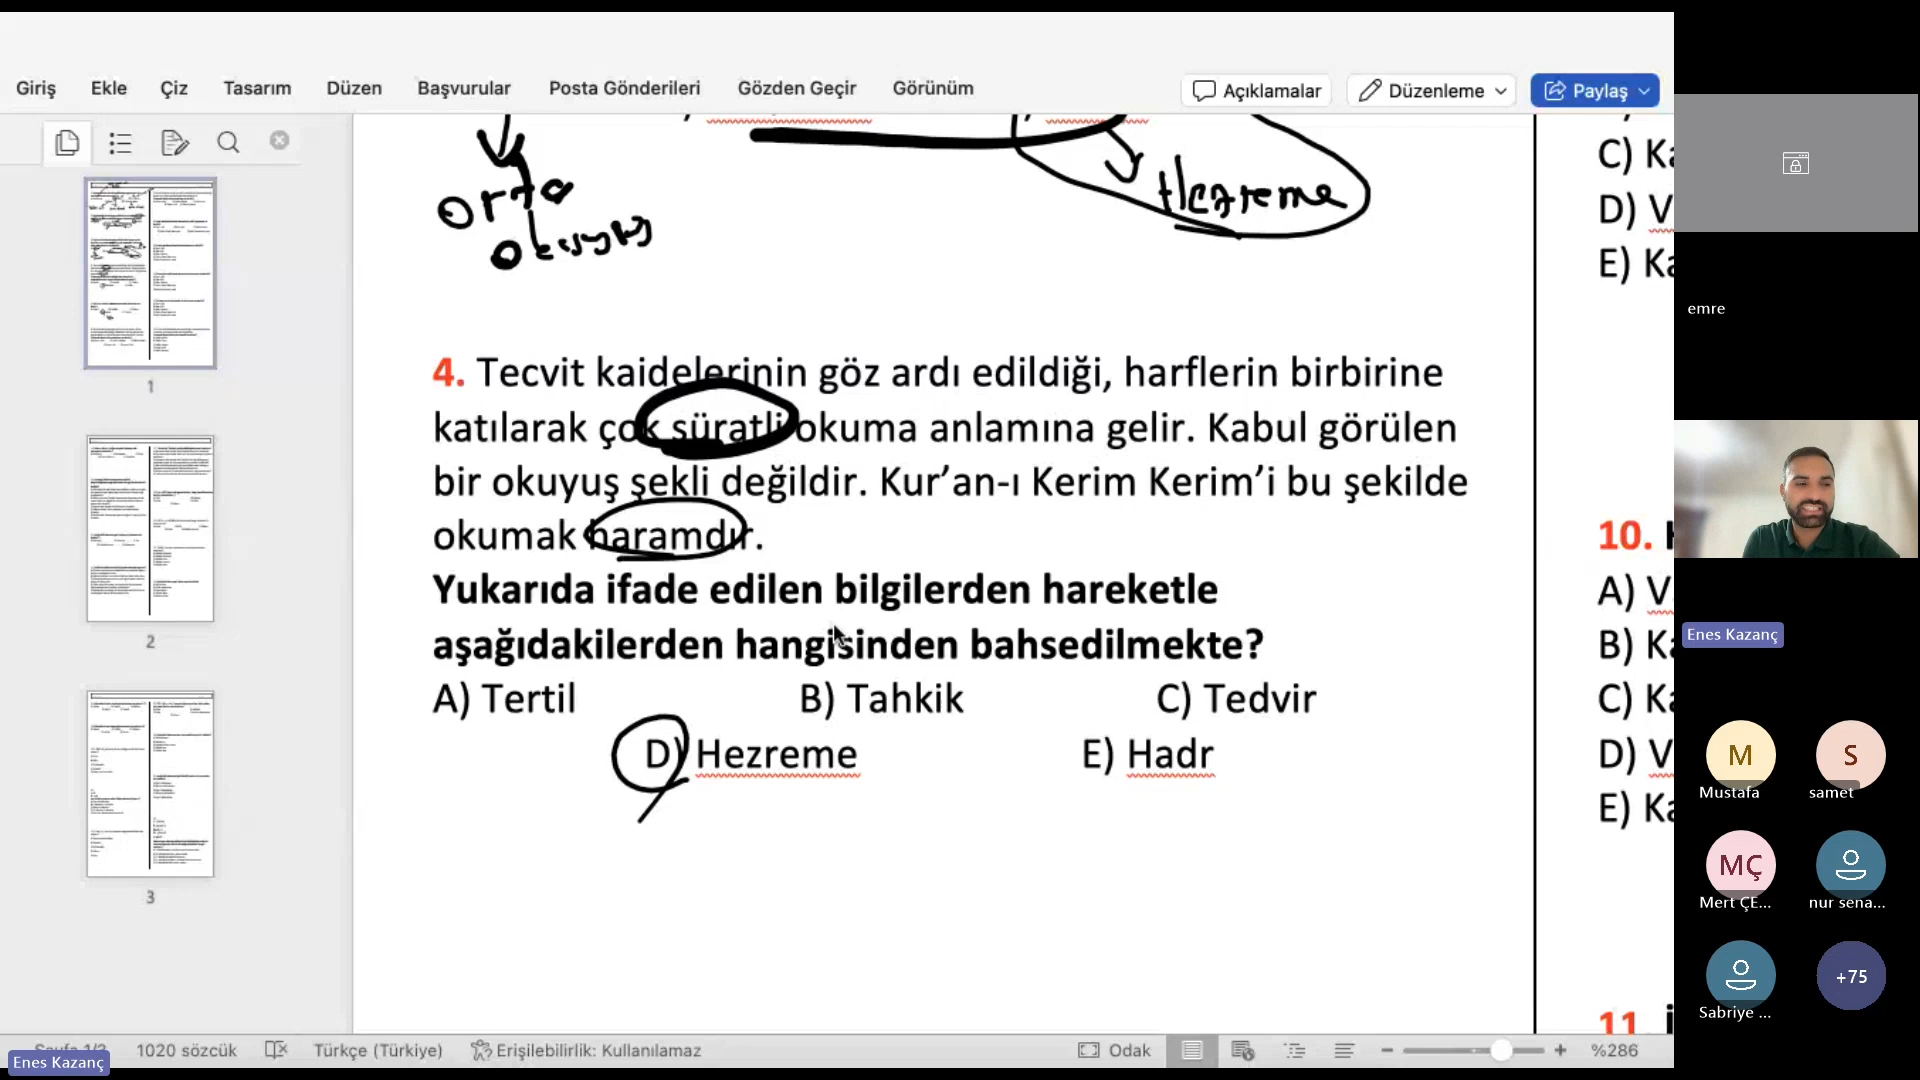 Giriş Ekle Çiz Tasarım Düzen Başvurular Posta Gönderileri Gözden Geçir Görünüm Açıklamalar Düzenleme Paylaş
orta
okuyuş
Hezreme
4. Tecvit kaidelerinin göz ardı edildiği, harflerin birbirine
katılarak çok süratli okuma anlamına gelir. Kabul görülen
bir okuyuş şekli değildir. Kur’an-ı Kerim Kerim’i bu şekilde
okumak haramdır.
Yukarıda ifade edilen bilgilerden hareketle
aşağıdakilerden hangisinden bahsedilmekte?
A) Tertil B) Tahkik C) Tedvir
D) Hezreme E) Hadr
C) Ka
D) V
E) Ka
10.
A) V
B) Ka
C) Ka
D) V
E) Ka
11. İ
1
2
3
emre
Enes Kazanç
M S
Mustafa samet
MÇ
Mert ÇE... nur sena...
Sabriye ... +75
1020 sözcük Türkçe (Türkiye) Erişilebilirlik: Kullanılamaz Odak %286
Enes Kazanç